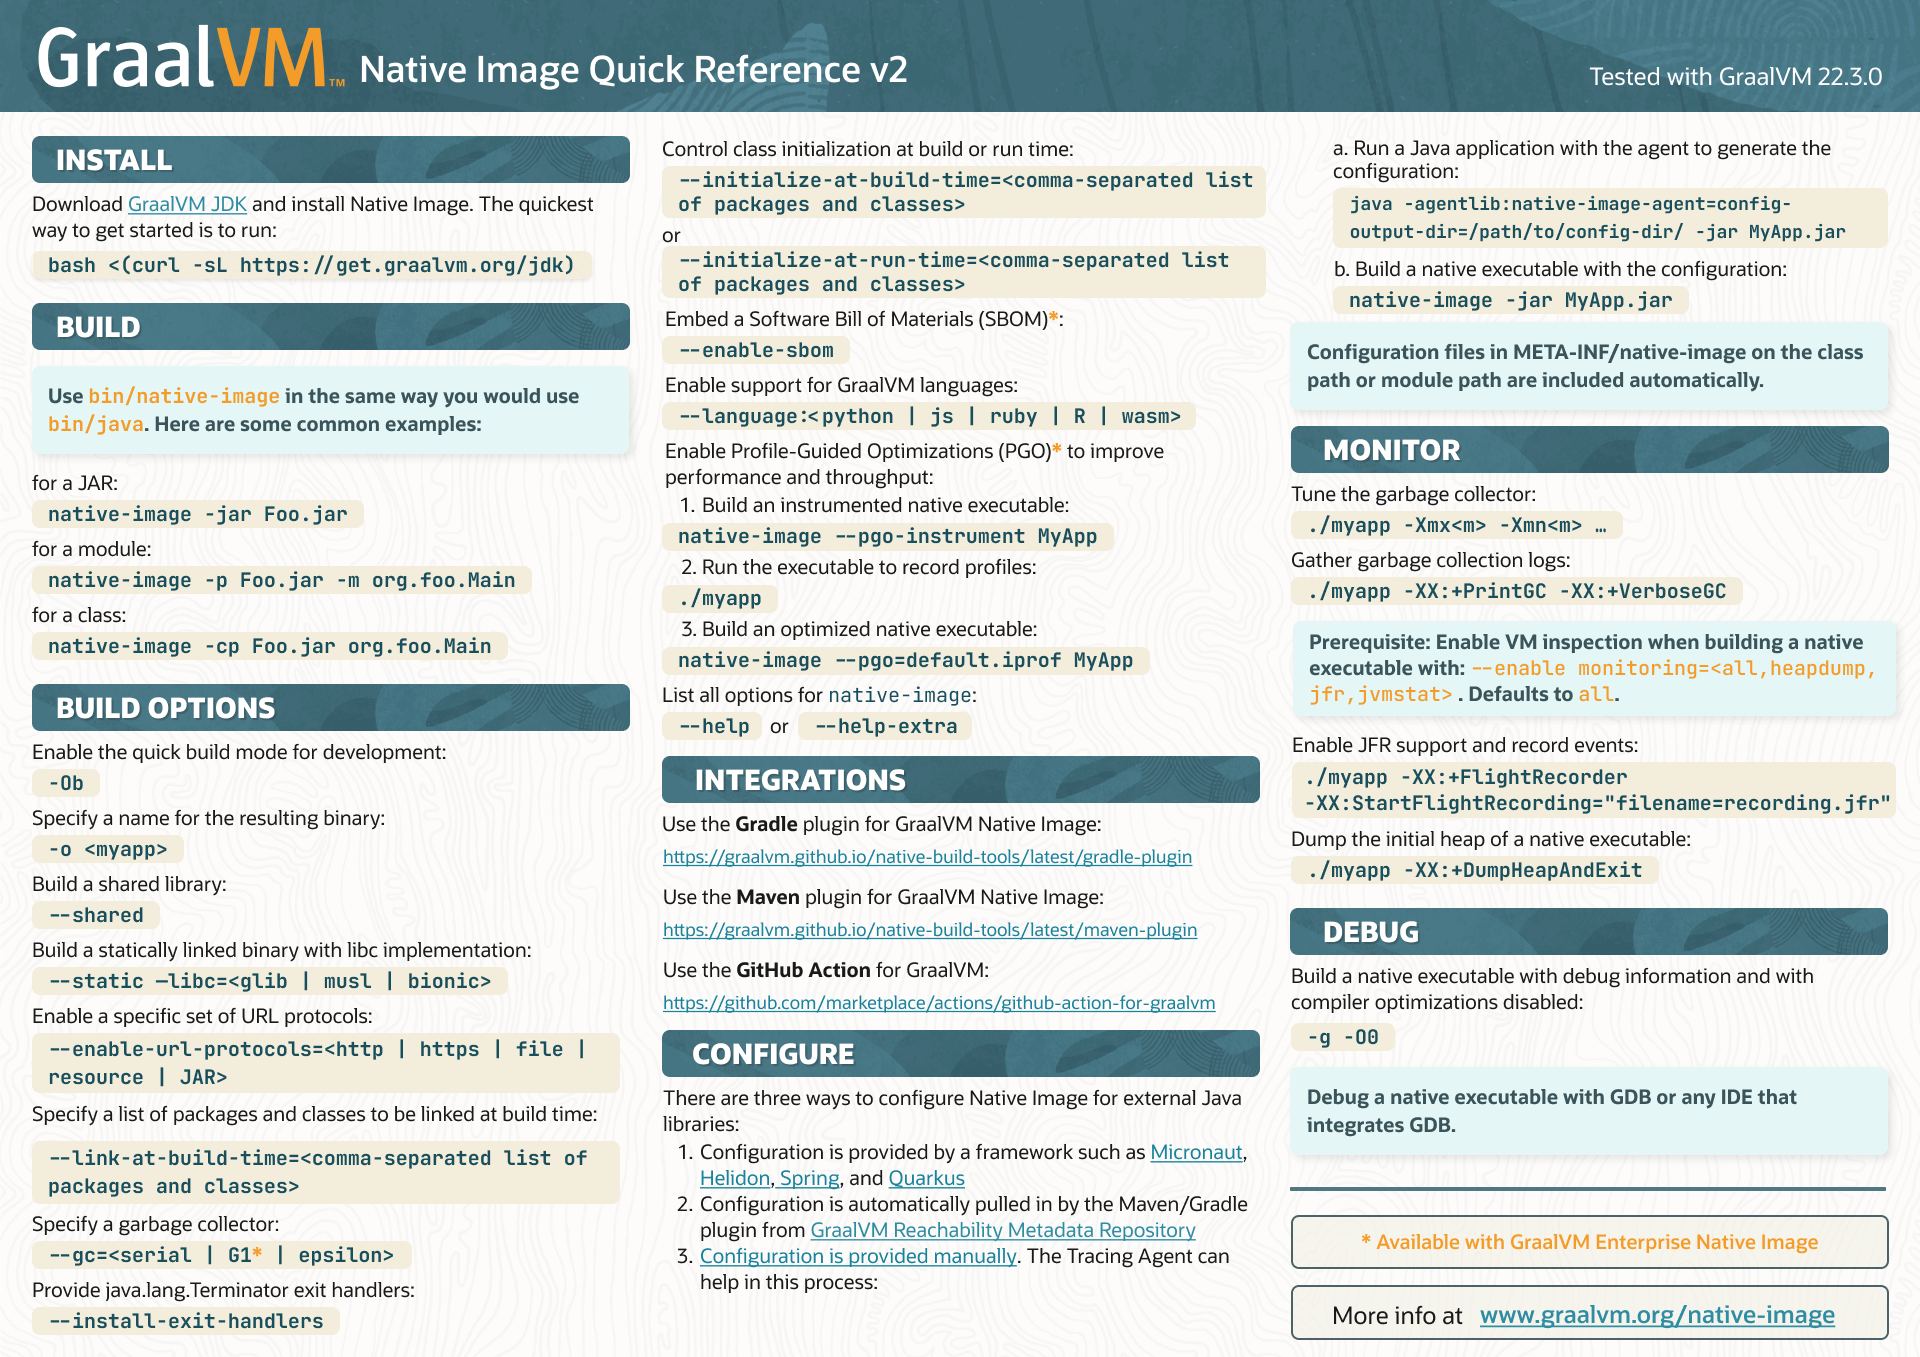 GraalVM™ Native Image Quick Reference v2
Tested with GraalVM 22.3.0
INSTALL
Download GraalVM JDK and install Native Image. The quickest
way to get started is to run:
bash <(curl -sL https://get.graalvm.org/jdk)
BUILD
Use bin/native-image in the same way you would use
bin/java. Here are some common examples:
for a JAR:
native-image -jar Foo.jar
for a module:
native-image -p Foo.jar -m org.foo.Main
for a class:
native-image -cp Foo.jar org.foo.Main
BUILD OPTIONS
Enable the quick build mode for development:
-Ob
Specify a name for the resulting binary:
-o <myapp>
Build a shared library:
--shared
Build a statically linked binary with libc implementation:
--static —libc=<glib | musl | bionic>
Enable a specific set of URL protocols:
--enable-url-protocols=<http | https | file |
resource | JAR>
Specify a list of packages and classes to be linked at build time:
--link-at-build-time=<comma-separated list of
packages and classes>
Specify a garbage collector:
--gc=<serial | G1* | epsilon>
Provide java.lang.Terminator exit handlers:
--install-exit-handlers
Control class initialization at build or run time:
--initialize-at-build-time=<comma-separated list
of packages and classes>
or
--initialize-at-run-time=<comma-separated list
of packages and classes>
Embed a Software Bill of Materials (SBOM)*:
--enable-sbom
Enable support for GraalVM languages:
--language:<python | js | ruby | R | wasm>
Enable Profile-Guided Optimizations (PGO)* to improve
performance and throughput:
1. Build an instrumented native executable:
native-image --pgo-instrument MyApp
2. Run the executable to record profiles:
./myapp
3. Build an optimized native executable:
native-image --pgo=default.iprof MyApp
List all options for native-image:
--help or --help-extra
INTEGRATIONS
Use the Gradle plugin for GraalVM Native Image:
https://graalvm.github.io/native-build-tools/latest/gradle-plugin
Use the Maven plugin for GraalVM Native Image:
https://graalvm.github.io/native-build-tools/latest/maven-plugin
Use the GitHub Action for GraalVM:
https://github.com/marketplace/actions/github-action-for-graalvm
CONFIGURE
There are three ways to configure Native Image for external Java
libraries:
1. Configuration is provided by a framework such as Micronaut,
Helidon, Spring, and Quarkus
2. Configuration is automatically pulled in by the Maven/Gradle
plugin from GraalVM Reachability Metadata Repository
3. Configuration is provided manually. The Tracing Agent can
help in this process:
a. Run a Java application with the agent to generate the
configuration:
java -agentlib:native-image-agent=config-
output-dir=/path/to/config-dir/ -jar MyApp.jar
b. Build a native executable with the configuration:
native-image -jar MyApp.jar
Configuration files in META-INF/native-image on the class
path or module path are included automatically.
MONITOR
Tune the garbage collector:
./myapp -Xmx<m> -Xmn<m> …
Gather garbage collection logs:
./myapp -XX:+PrintGC -XX:+VerboseGC
Prerequisite: Enable VM inspection when building a native
executable with: --enable monitoring=<all,heapdump,
jfr,jvmstat> . Defaults to all.
Enable JFR support and record events:
./myapp -XX:+FlightRecorder
-XX:StartFlightRecording="filename=recording.jfr"
Dump the initial heap of a native executable:
./myapp -XX:+DumpHeapAndExit
DEBUG
Build a native executable with debug information and with
compiler optimizations disabled:
-g -O0
Debug a native executable with GDB or any IDE that
integrates GDB.
* Available with GraalVM Enterprise Native Image
More info at www.graalvm.org/native-image